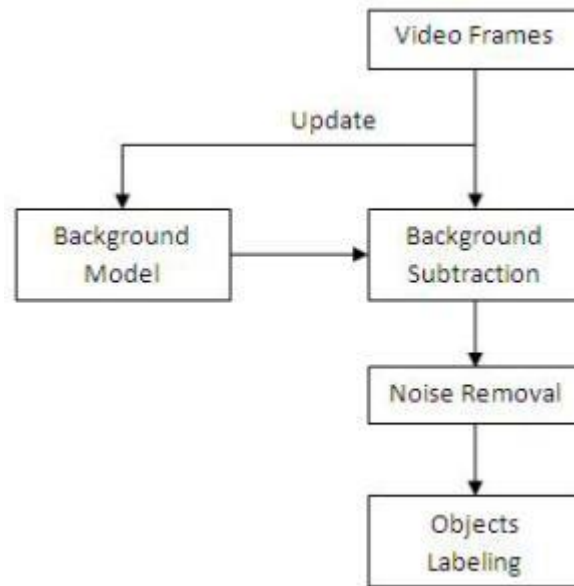 Video Frames
Update
Background
Model
Background
Subtraction
Noise Removal
Objects
Labeling